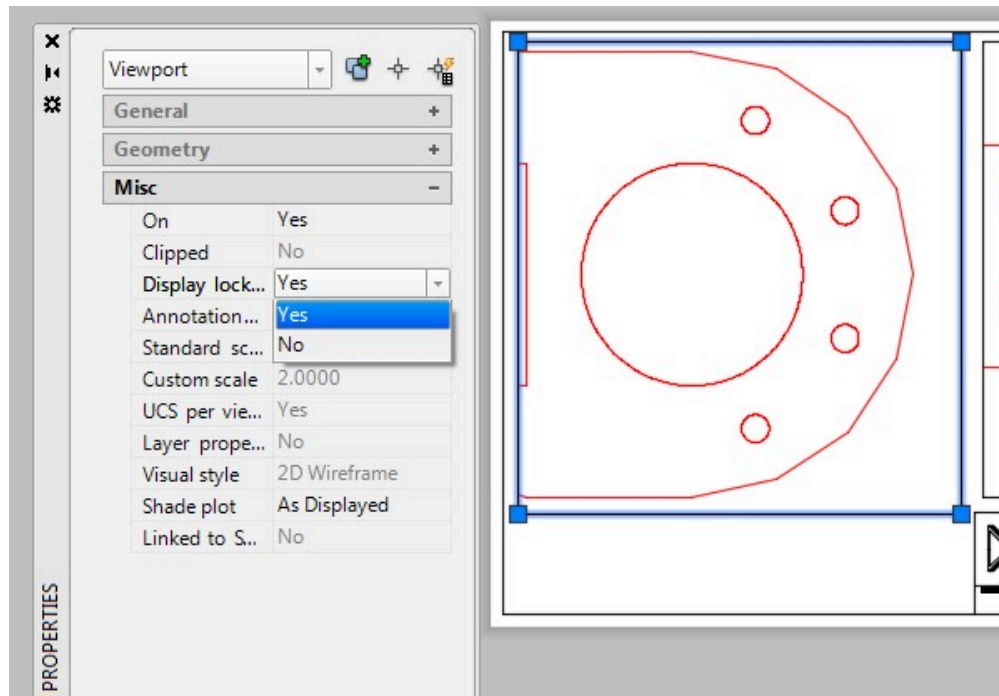 Viewport
General
Geometry
Misc
On Yes
Clipped No
Display lock... Yes
Annotation... Yes
Standard sc... No
Custom scale 2.0000
UCS per vie... Yes
Layer prope... No
Visual style 2D Wireframe
Shade plot As Displayed
Linked to S... No
PROPERTIES